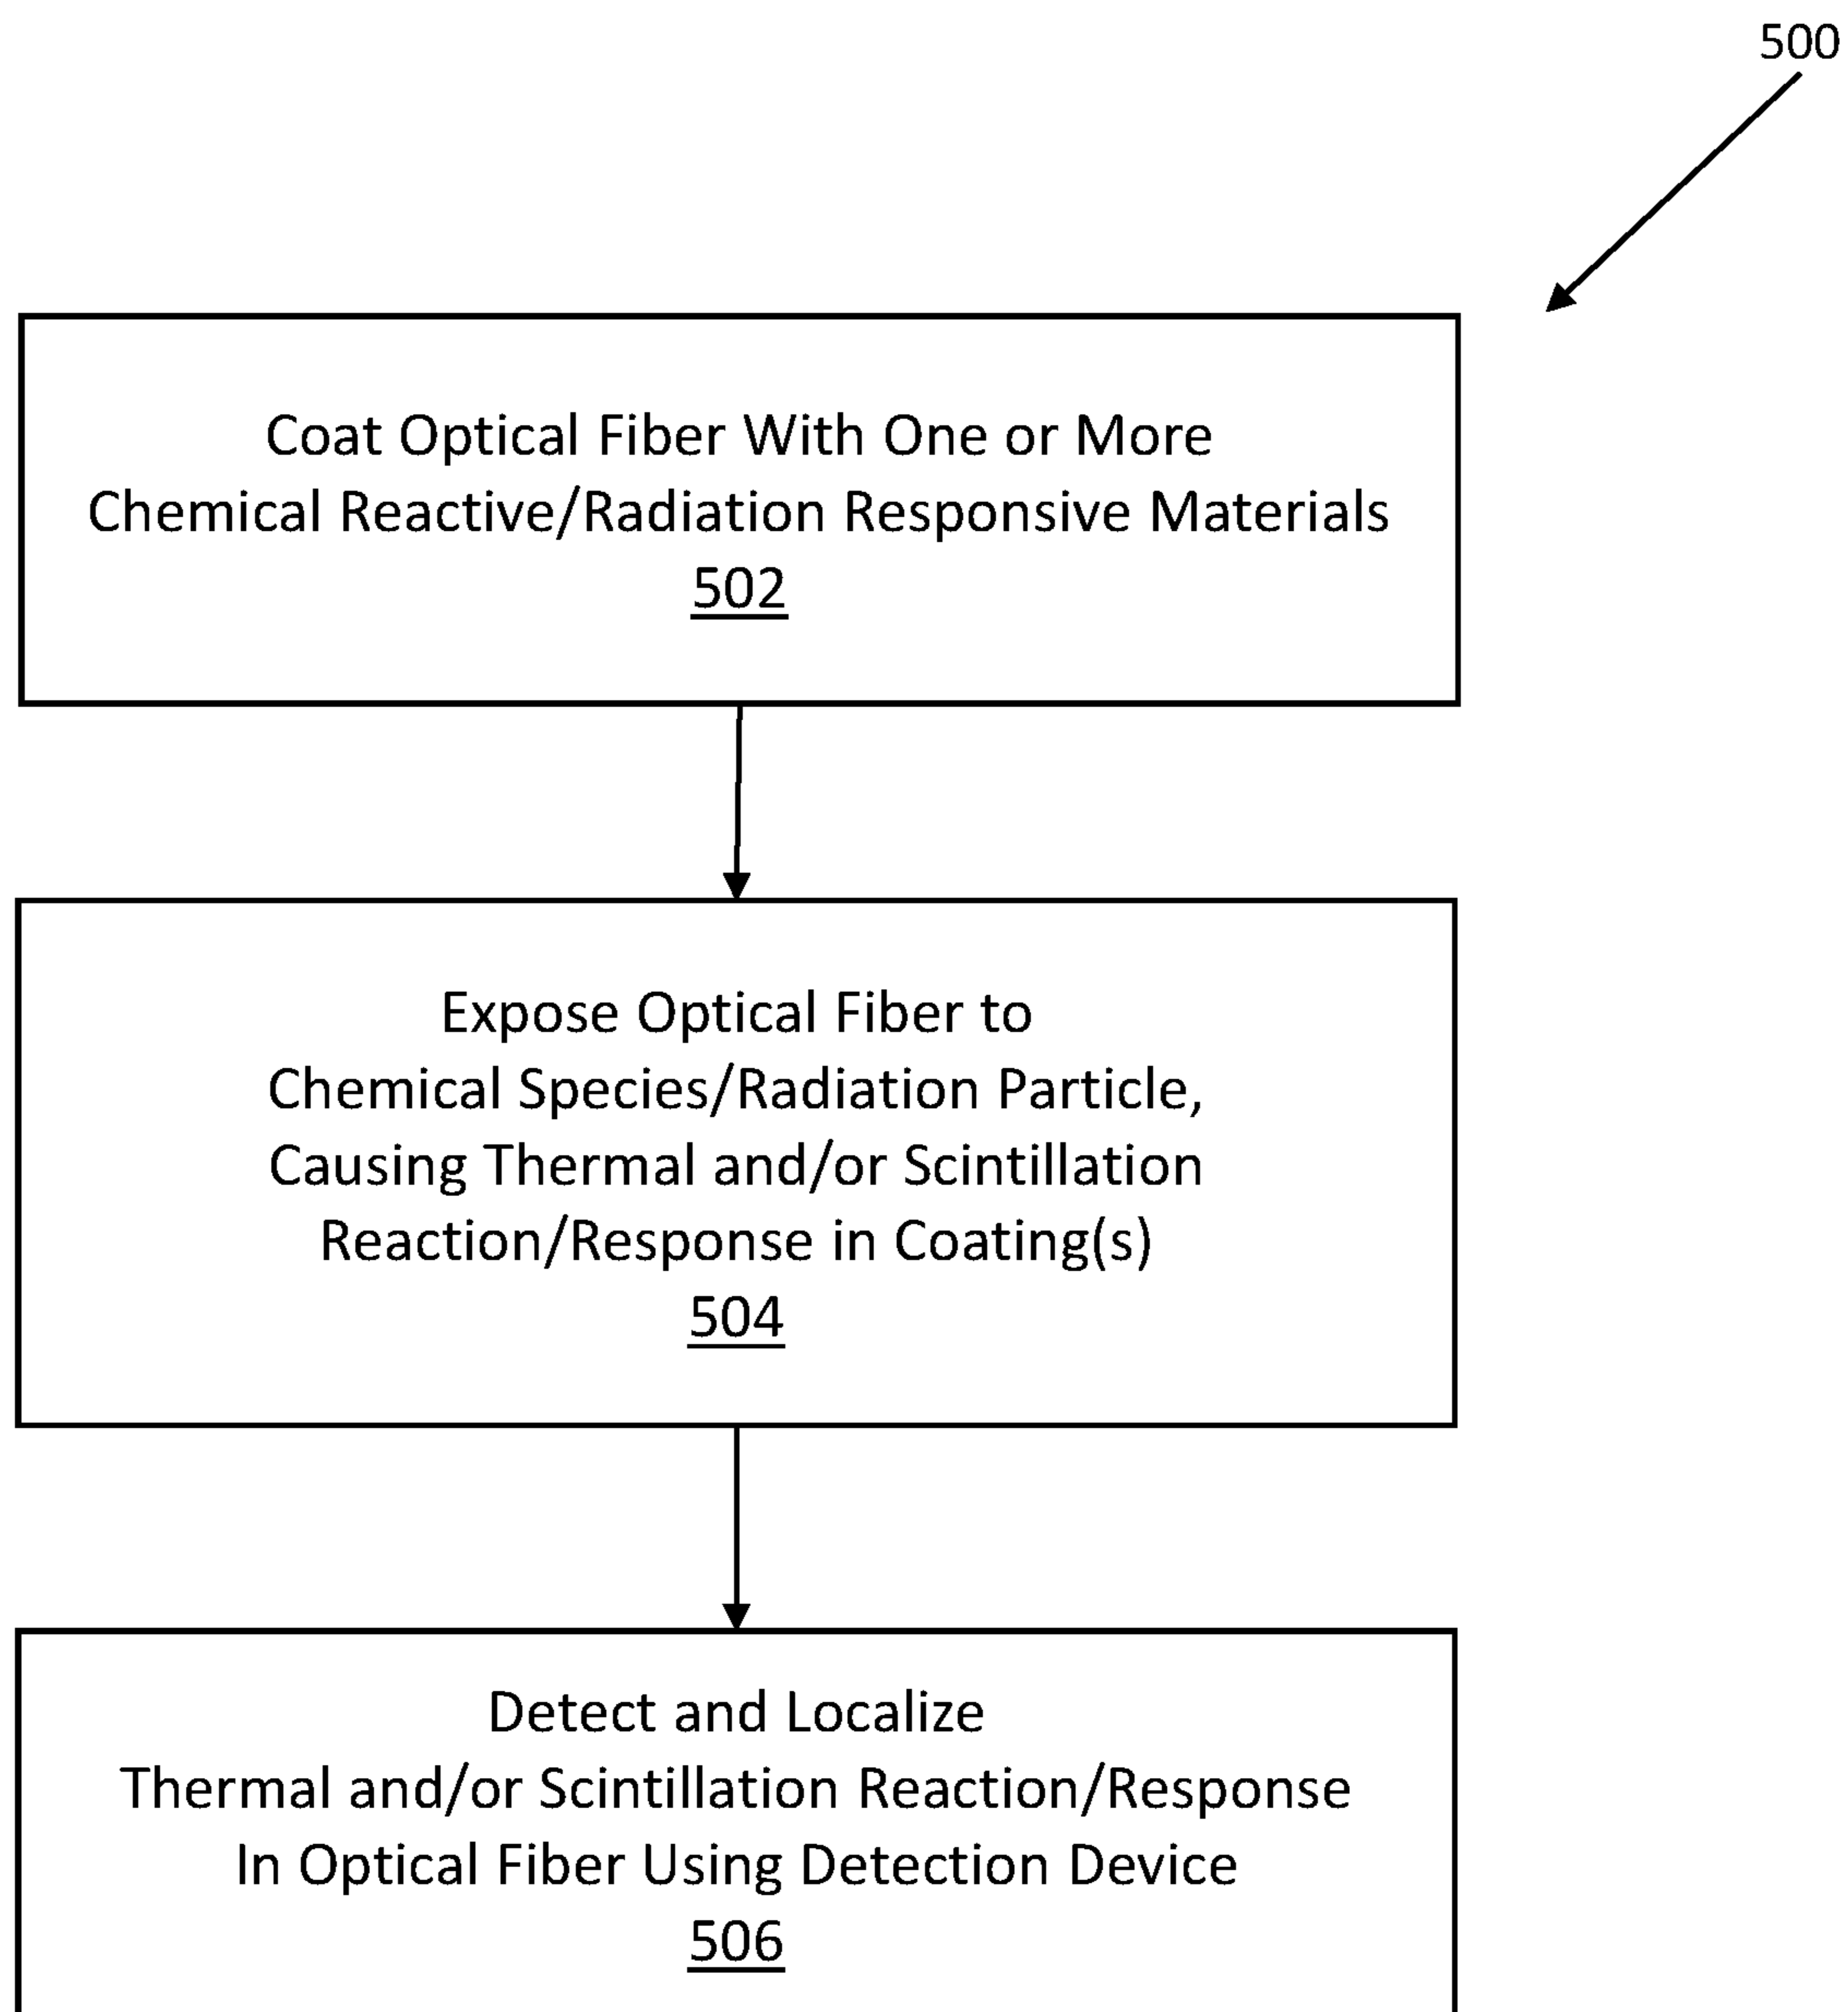 500
Coat Optical Fiber With One or More
Chemical Reactive/Radiation Responsive Materials
502
Expose Optical Fiber to
Chemical Species/Radiation Particle,
Causing Thermal and/or Scintillation
Reaction/Response in Coating(s)
504
Detect and Localize
Thermal and/or Scintillation Reaction/Response
In Optical Fiber Using Detection Device
506